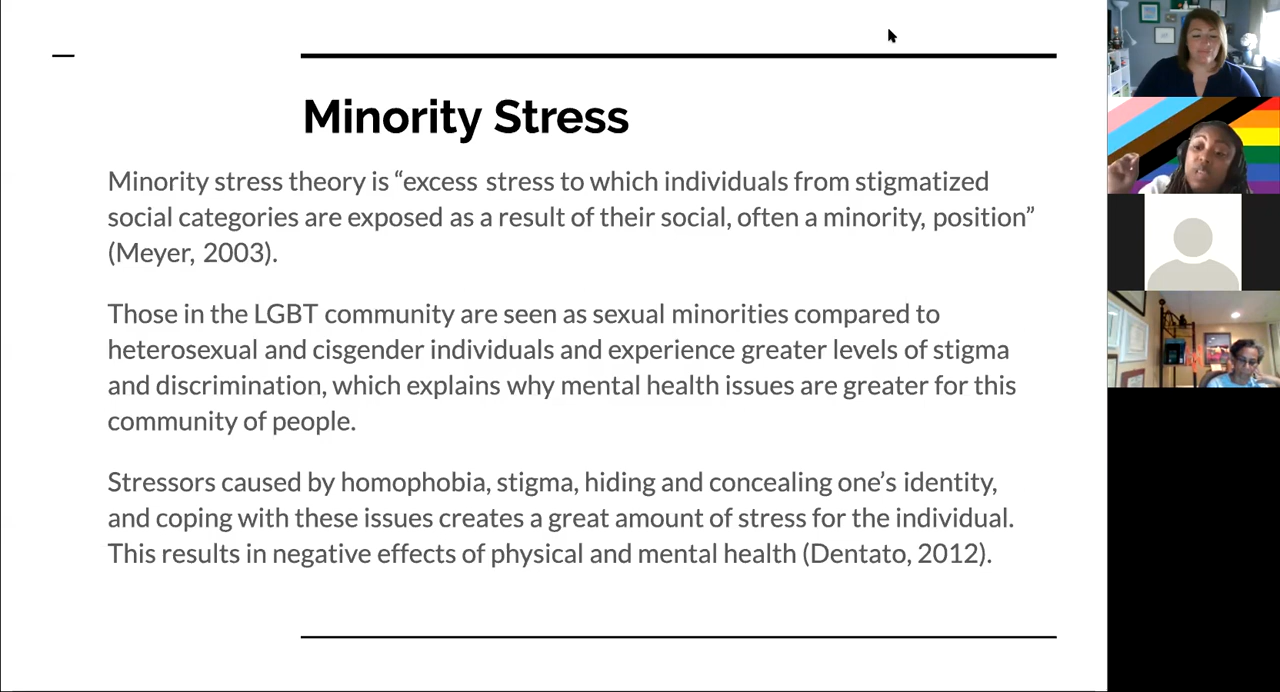 Minority Stress
Minority stress theory is “excess stress to which individuals from stigmatized
social categories are exposed as a result of their social, often a minority, position”
(Meyer, 2003).
Those in the LGBT community are seen as sexual minorities compared to
heterosexual and cisgender individuals and experience greater levels of stigma
and discrimination, which explains why mental health issues are greater for this
community of people.
Stressors caused by homophobia, stigma, hiding and concealing one’s identity,
and coping with these issues creates a great amount of stress for the individual.
This results in negative effects of physical and mental health (Dentato, 2012).